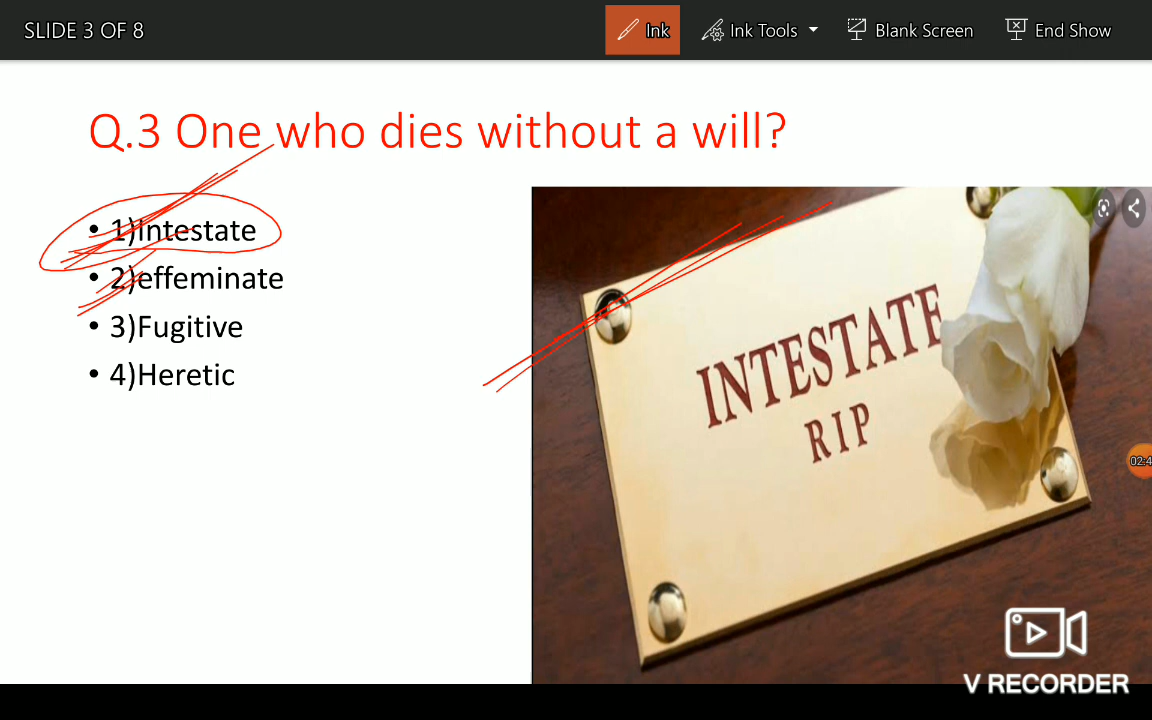 SLIDE 3 OF 8
Ink
Ink Tools
Blank Screen
End Show
Q.3 One who dies without a will?
• 1)intestate
• 2)effeminate
• 3)Fugitive
• 4)Heretic
INTESTATE
RIP
V RECORDER